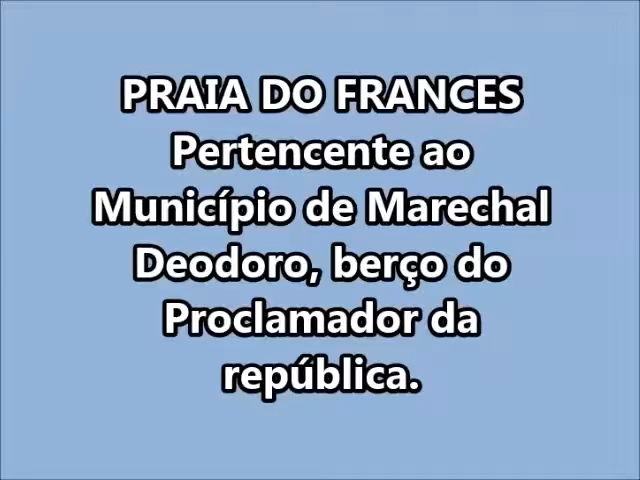 PRAIA DO FRANCES
Pertencente ao
Município de Marechal
Deodoro, berço do
Proclamador da
república.